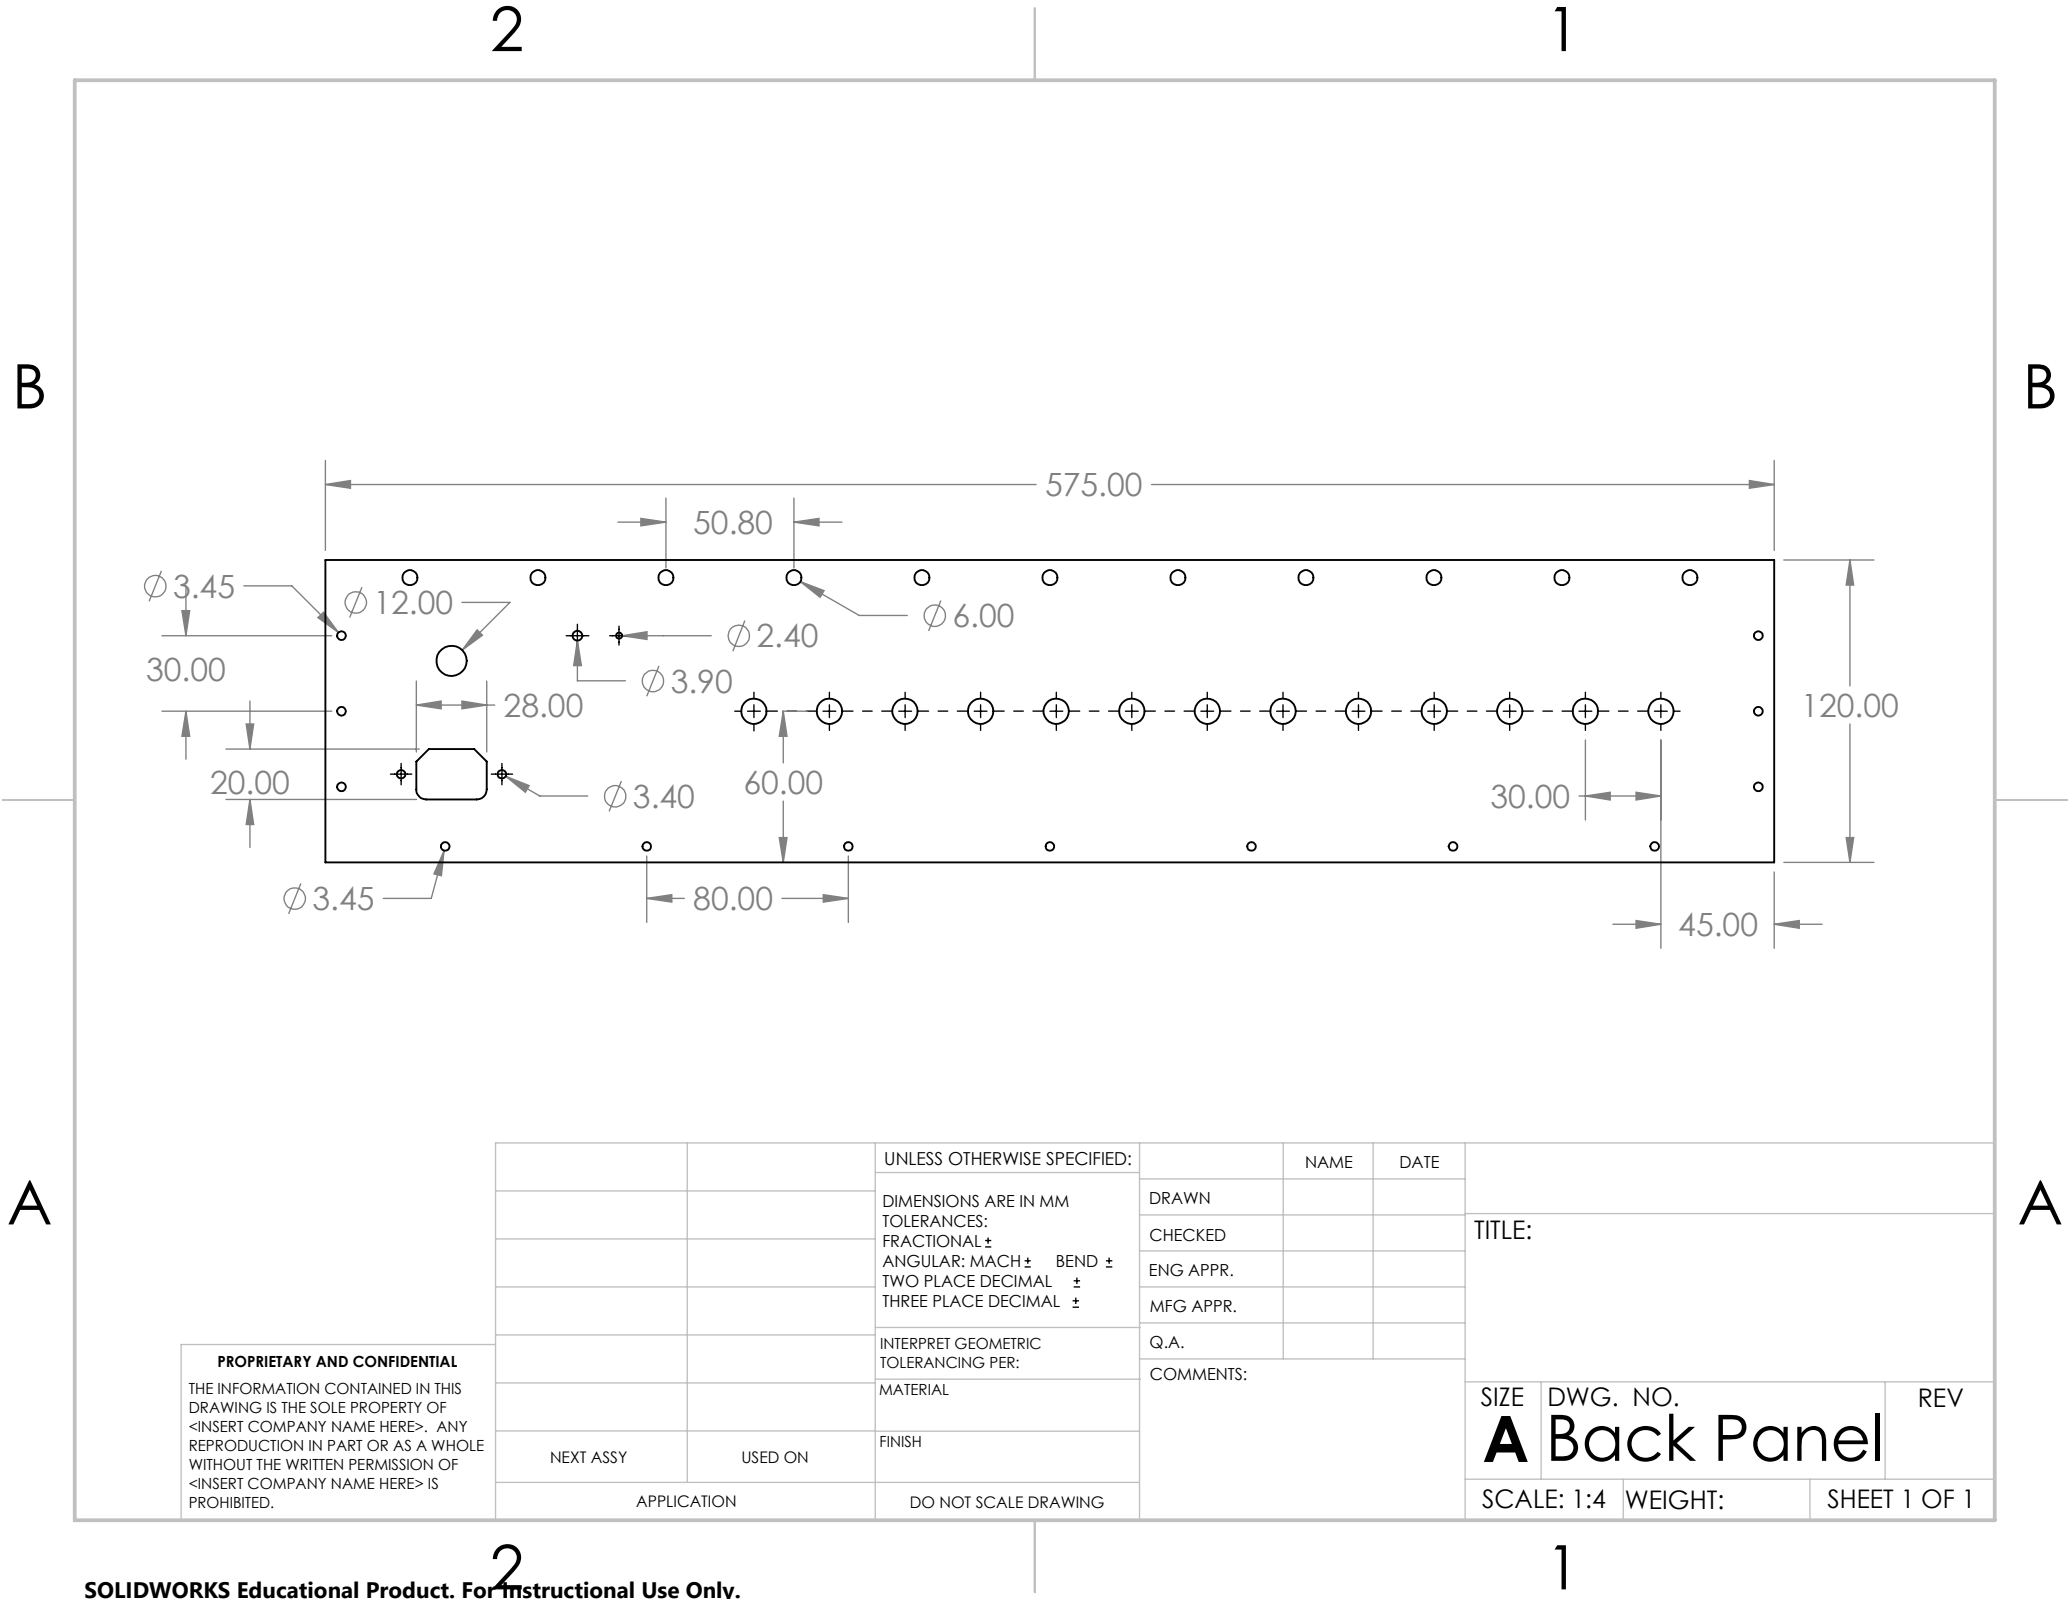 2
1
B
B
575.00
50.80
∅3.45
∅12.00
∅6.00
∅2.40
30.00
∅3.90
28.00
120.00
20.00
60.00
∅3.40
30.00
∅3.45
80.00
45.00
A
A
UNLESS OTHERWISE SPECIFIED:
DIMENSIONS ARE IN MM
TOLERANCES:
FRACTIONAL ±
ANGULAR: MACH ± BEND ±
TWO PLACE DECIMAL ±
THREE PLACE DECIMAL ±
INTERPRET GEOMETRIC
TOLERANCING PER:
MATERIAL
FINISH
DO NOT SCALE DRAWING
NAME DATE
DRAWN
CHECKED
ENG APPR.
MFG APPR.
Q.A.
COMMENTS:
TITLE:
SIZE DWG. NO. REV
A Back Panel
SCALE: 1:4 WEIGHT: SHEET 1 OF 1
PROPRIETARY AND CONFIDENTIAL
THE INFORMATION CONTAINED IN THIS
DRAWING IS THE SOLE PROPERTY OF
<INSERT COMPANY NAME HERE>. ANY
REPRODUCTION IN PART OR AS A WHOLE
WITHOUT THE WRITTEN PERMISSION OF
<INSERT COMPANY NAME HERE> IS
PROHIBITED.
NEXT ASSY USED ON
APPLICATION
2
1
SOLIDWORKS Educational Product. For Instructional Use Only.